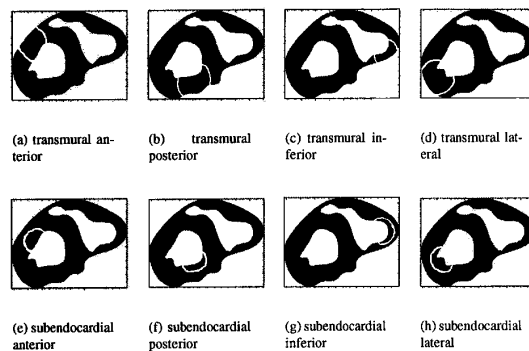 (a) transmural an-
terior
(b) transmural
posterior
(c) transmural in-
ferior
(d) transmural lat-
eral
(e) subendocardial
anterior
(f) subendocardial
posterior
(g) subendocardial
inferior
(h) subendocardial
lateral